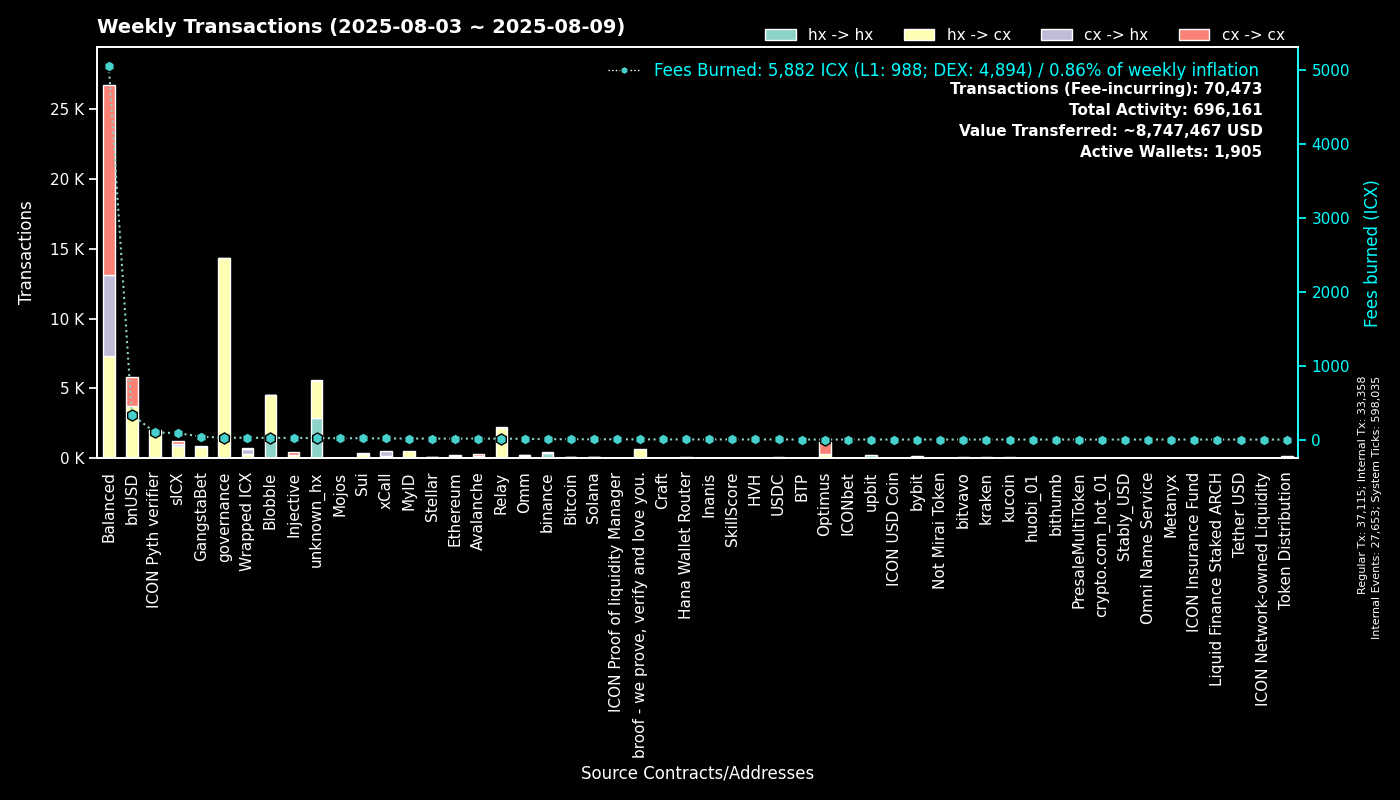 Weekly Transactions (2025-08-03 ~ 2025-08-09)
hx -> hx
hx -> cx
cx -> hx
cx -> cx
Fees Burned: 5,882 ICX (L1: 988; DEX: 4,894) / 0.86% of weekly inflation
Transactions (Fee-incurring): 70,473
Total Activity: 696,161
Value Transferred: ~8,747,467 USD
Active Wallets: 1,905
Transactions
25 K
20 K
15 K
10 K
5 K
0 K
5000
4000
3000
2000
1000
0
Fees burned (ICX)
Regular Tx: 37,115; Internal Tx: 33,358
Internal Events: 27,653; System Ticks: 598,035
Balanced
bnUSD
ICON Pyth verifier
sICX
GangstaBet
governance
Wrapped ICX
Blobble
Injective
unknown_hx
Mojos
Sui
xCall
MyID
Stellar
Ethereum
Avalanche
Relay
Omm
binance
Bitcoin
Solana
ICON Proof of liquidity Manager
broof - we prove, verify and love you.
Craft
Hana Wallet Router
Inanis
SkillScore
HVH
USDC
BTP
Optimus
ICONbet
upbit
ICON USD Coin
bybit
Not Mirai Token
bitvavo
kraken
kucoin
huobi_01
bithumb
PresaleMultiToken
crypto.com_hot_01
Stably_USD
Omni Name Service
Metanyx
ICON Insurance Fund
Liquid Finance Staked ARCH
Tether USD
ICON Network-owned Liquidity
Token Distribution
Source Contracts/Addresses